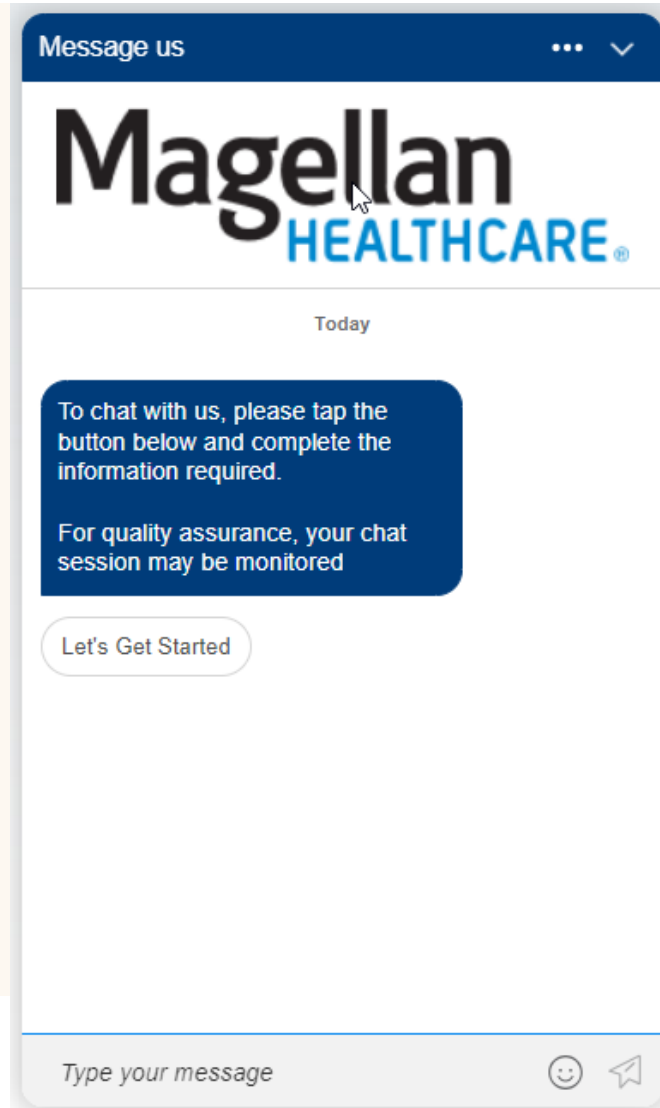 Message us
Magellan
HEALTHCARE®
Today
To chat with us, please tap the
button below and complete the
information required.
For quality assurance, your chat
session may be monitored
Let's Get Started
Type your message